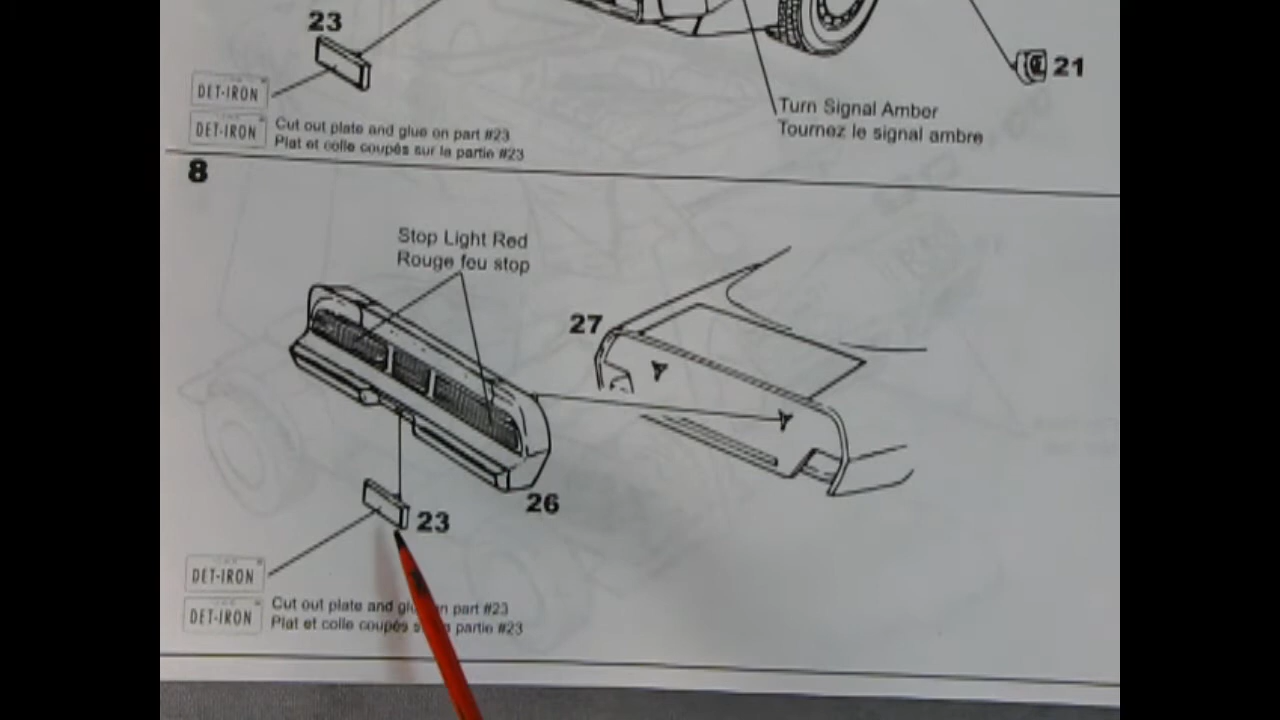 23
21
DET-IRON
DET-IRON
Cut out plate and glue on part #23
Plat et colle coupés sur la partie #23
Turn Signal Amber
Tournez le signal ambre
8
Stop Light Red
Rouge feu stop
27
26
23
DET-IRON
DET-IRON
Cut out plate and on part #23
Plat et colle coupés partie #23